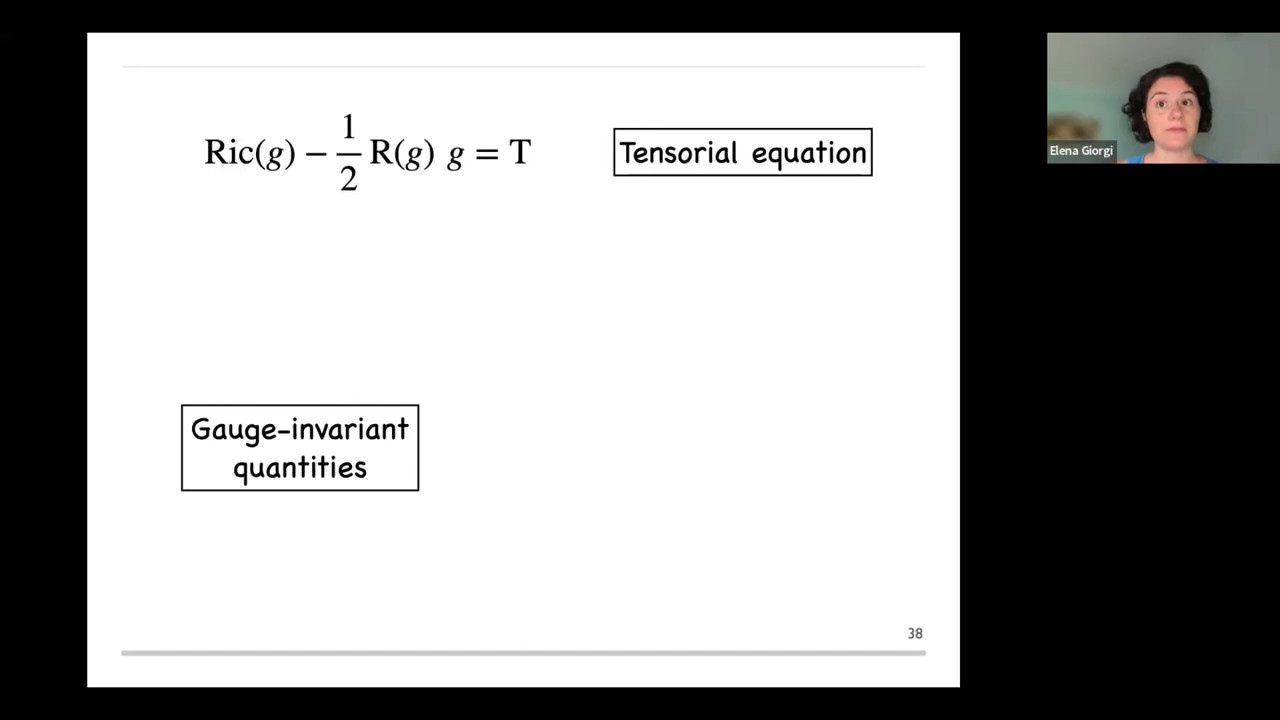 Ric(g) − 1/2 R(g) g = T
Tensorial equation
Elena Giorgi
Gauge-invariant
quantities
38